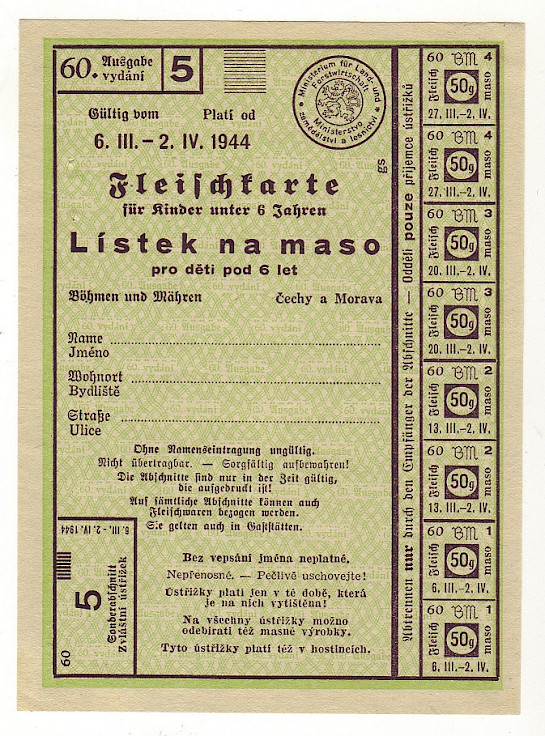 60. Ausgabe
vydání
5
Ministerium für Land- und Forstwirtschaft
Ministerstvo zemědělství a lesnictví
Gültig vom Platí od
6. III.-2. IV. 1944
gs
Fleischkarte
für Kinder unter 6 Jahren
Lístek na maso
pro děti pod 6 let
Böhmen und Mähren Čechy a Morava
Name
Jméno
Wohnort
Bydliště
Straße
Ulice
Ohne Namenseintragung ungültig.
Nicht übertragbar. — Sorgfältig aufbewahren!
Die Abschnitte sind nur in der Zeit gültig,
die aufgedruckt ist!
Auf sämtliche Abschnitte können auch
Fleischwaren bezogen werden.
Sie gelten auch in Gaststätten.
Bez vepsání jména neplatné.
Nepřenosné. — Pečlivě uschovejte!
Ústřižky platí jen v té době, která
je na nich vytištěna!
Na všechny ústřižky možno
odebírati též masné výrobky.
Tyto ústřižky platí též v hostincích.
6. III. - 2. IV. 1944
5
Sonderabschnitt
Zvláštní ústřižek
60
Abtrennen nur durch den Empfänger der Abschnitte — Oddělí pouze příjemce ústřižků
60 BM 4
Fleisch 50g maso
27. III.-2. IV.
60 BM 4
Fleisch 50g maso
27. III.-2. IV.
60 BM 3
Fleisch 50g maso
20. III.-2. IV.
60 BM 3
Fleisch 50g maso
20. III.-2. IV.
60 BM 2
Fleisch 50g maso
13. III.-2. IV.
60 BM 2
Fleisch 50g maso
13. III.-2. IV.
60 BM 1
Fleisch 50g maso
6. III.-2. IV.
60 BM 1
Fleisch 50g maso
6. III.-2. IV.